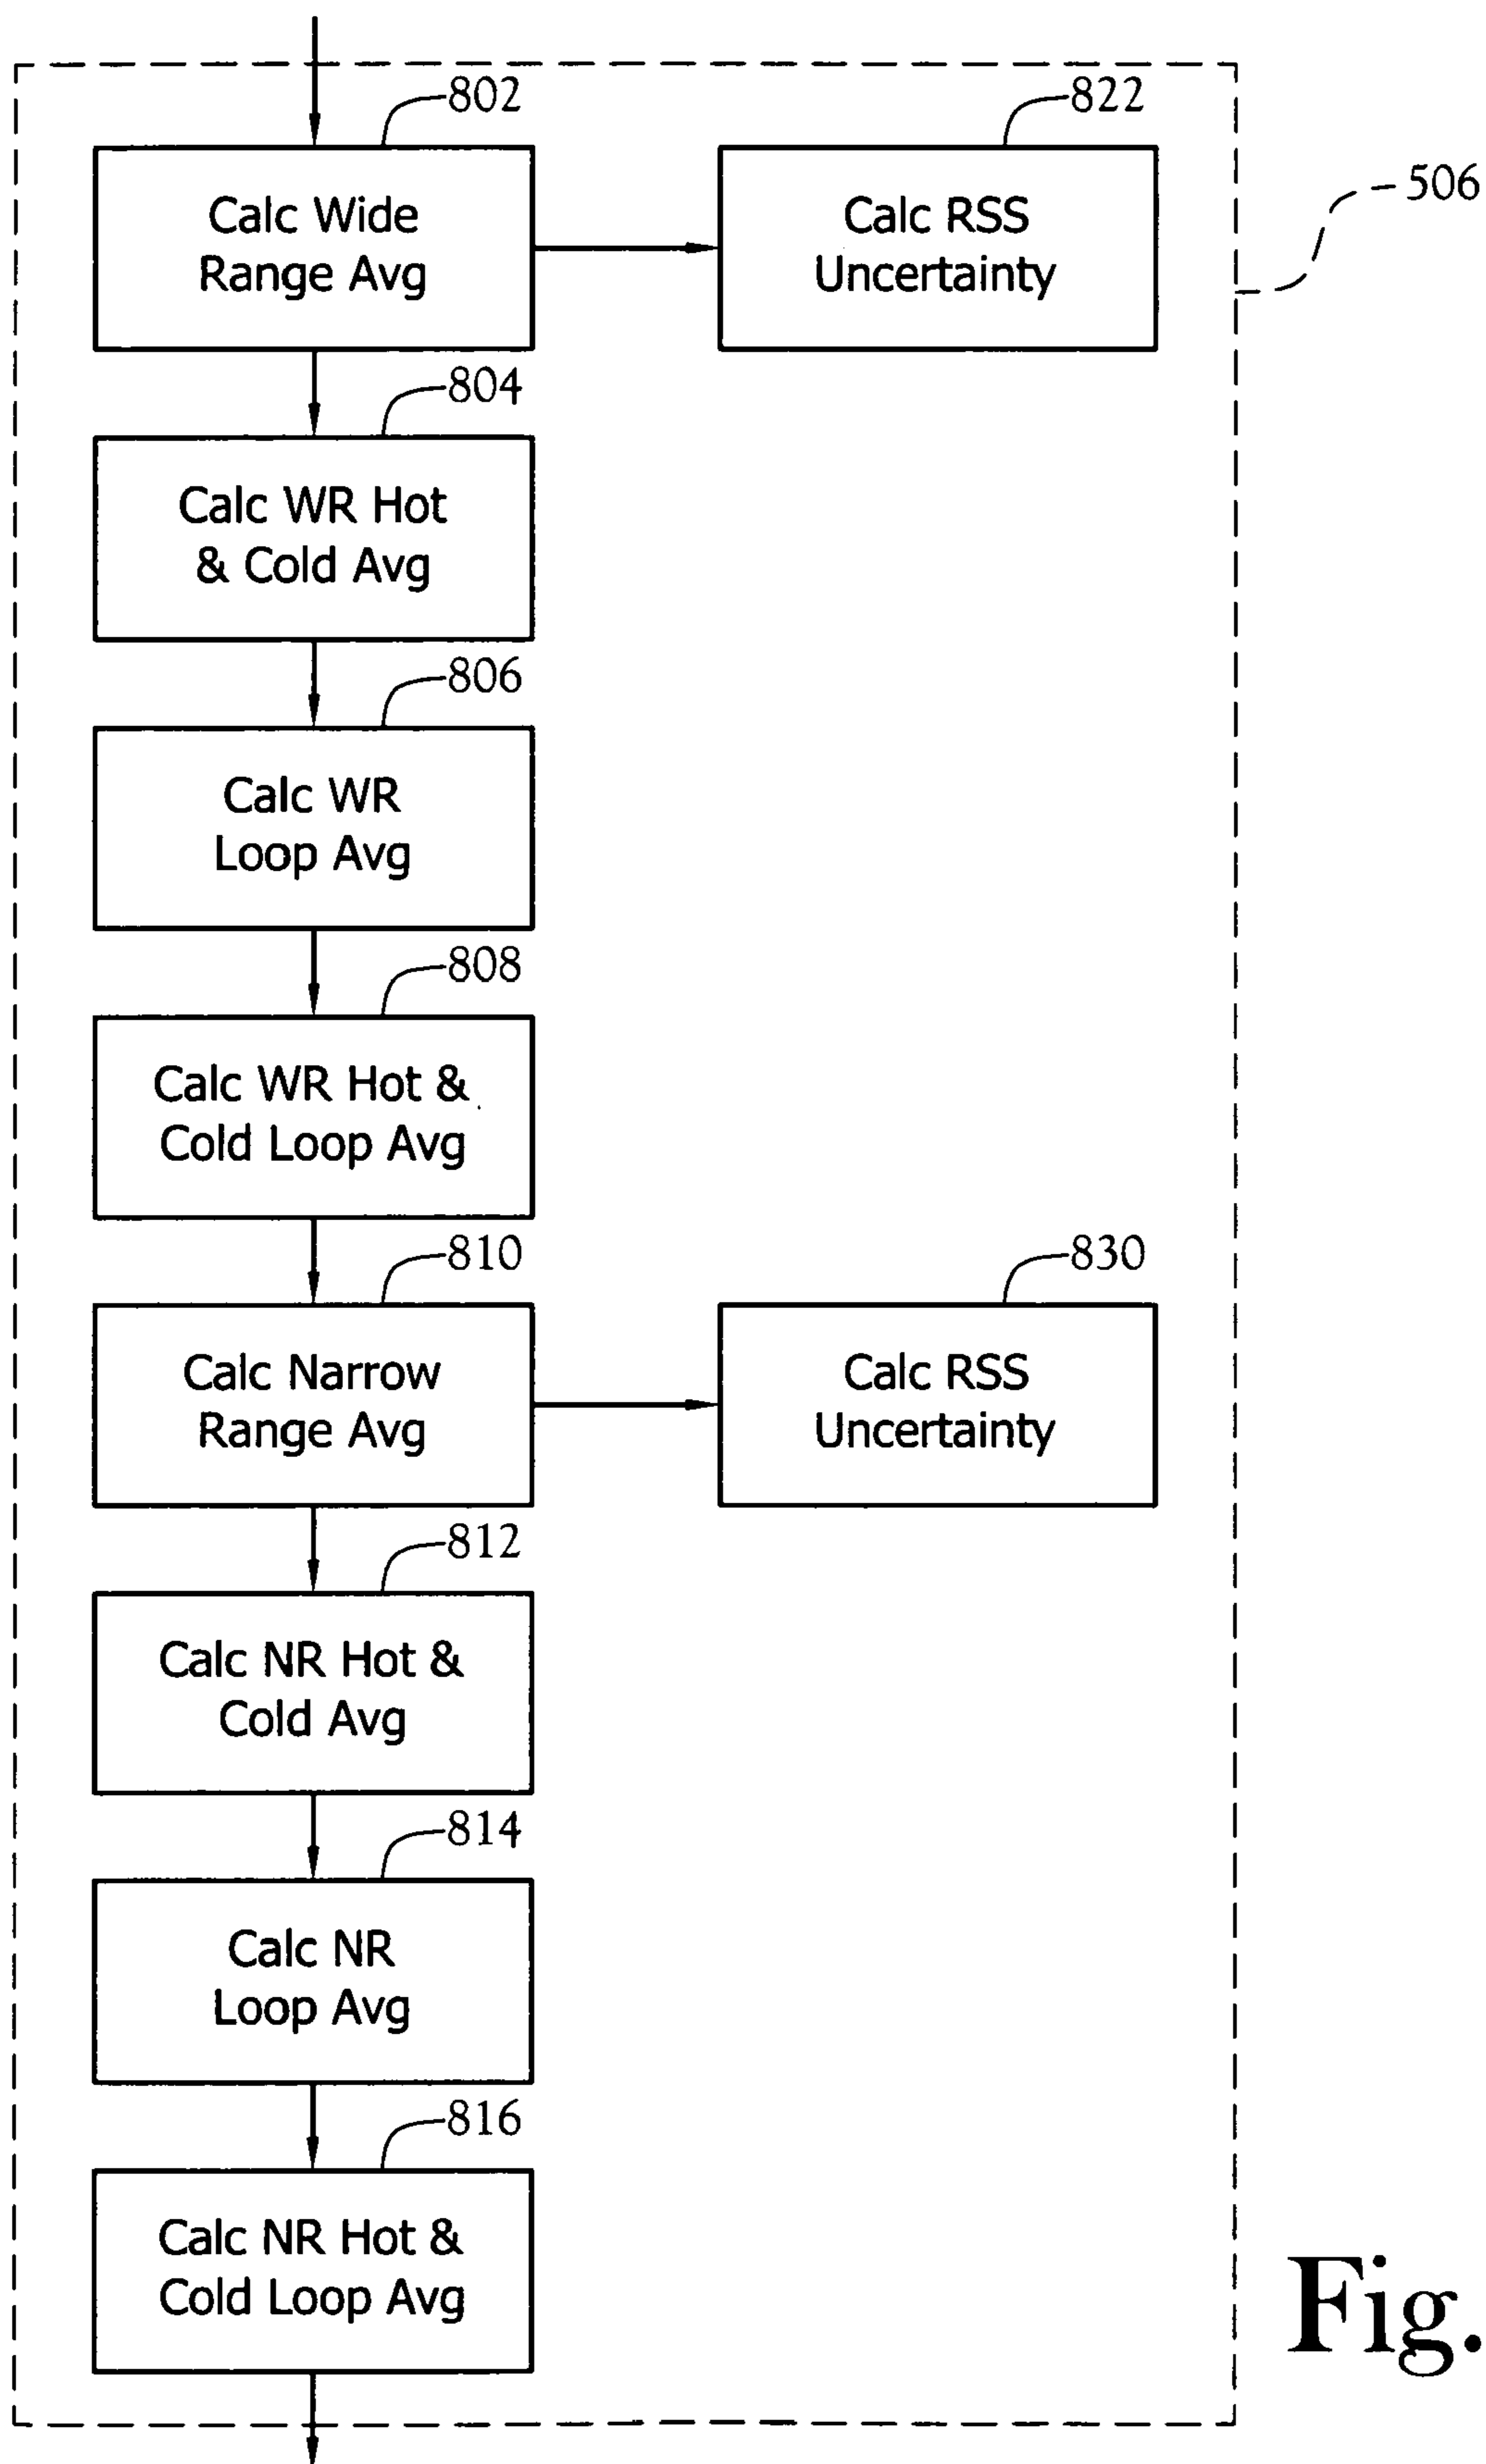 802
822
506
Calc Wide
Range Avg
Calc RSS
Uncertainty
804
Calc WR Hot
& Cold Avg
806
Calc WR
Loop Avg
808
Calc WR Hot &
Cold Loop Avg
810
830
Calc Narrow
Range Avg
Calc RSS
Uncertainty
812
Calc NR Hot &
Cold Avg
814
Calc NR
Loop Avg
816
Calc NR Hot &
Cold Loop Avg
Fig.